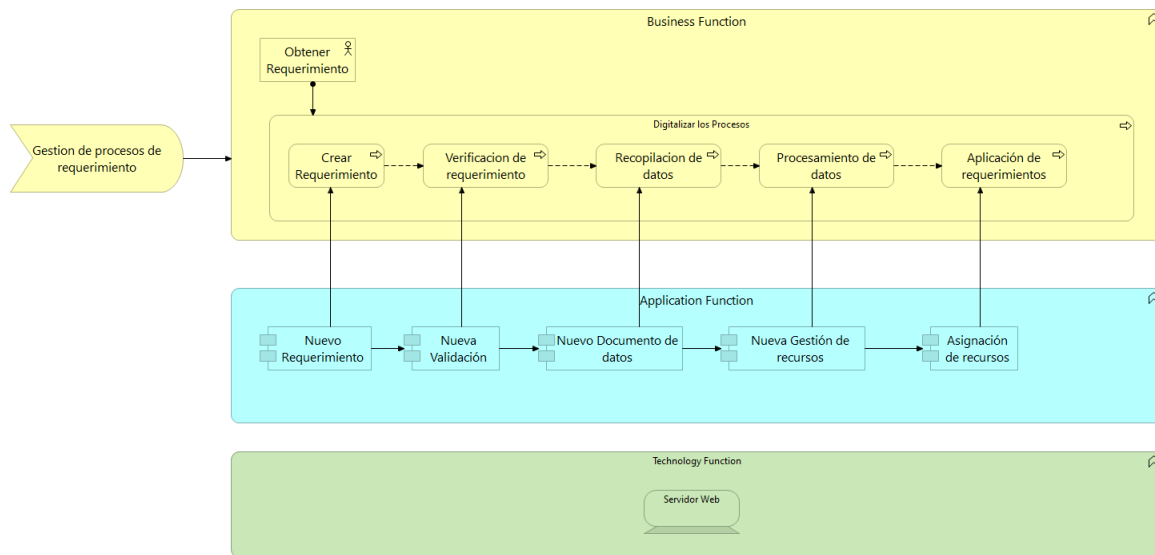 Business Function
Obtener
Requerimiento
Digitalizar los Procesos
Gestion de procesos de
requerimiento
Crear
Requerimiento
Verificacion de
requerimiento
Recopilacion de
datos
Procesamiento de
datos
Aplicación de
requerimientos
Application Function
Nuevo
Requerimiento
Nueva
Validación
Nuevo Documento de
datos
Nueva Gestión de
recursos
Asignación
de recursos
Technology Function
Servidor Web